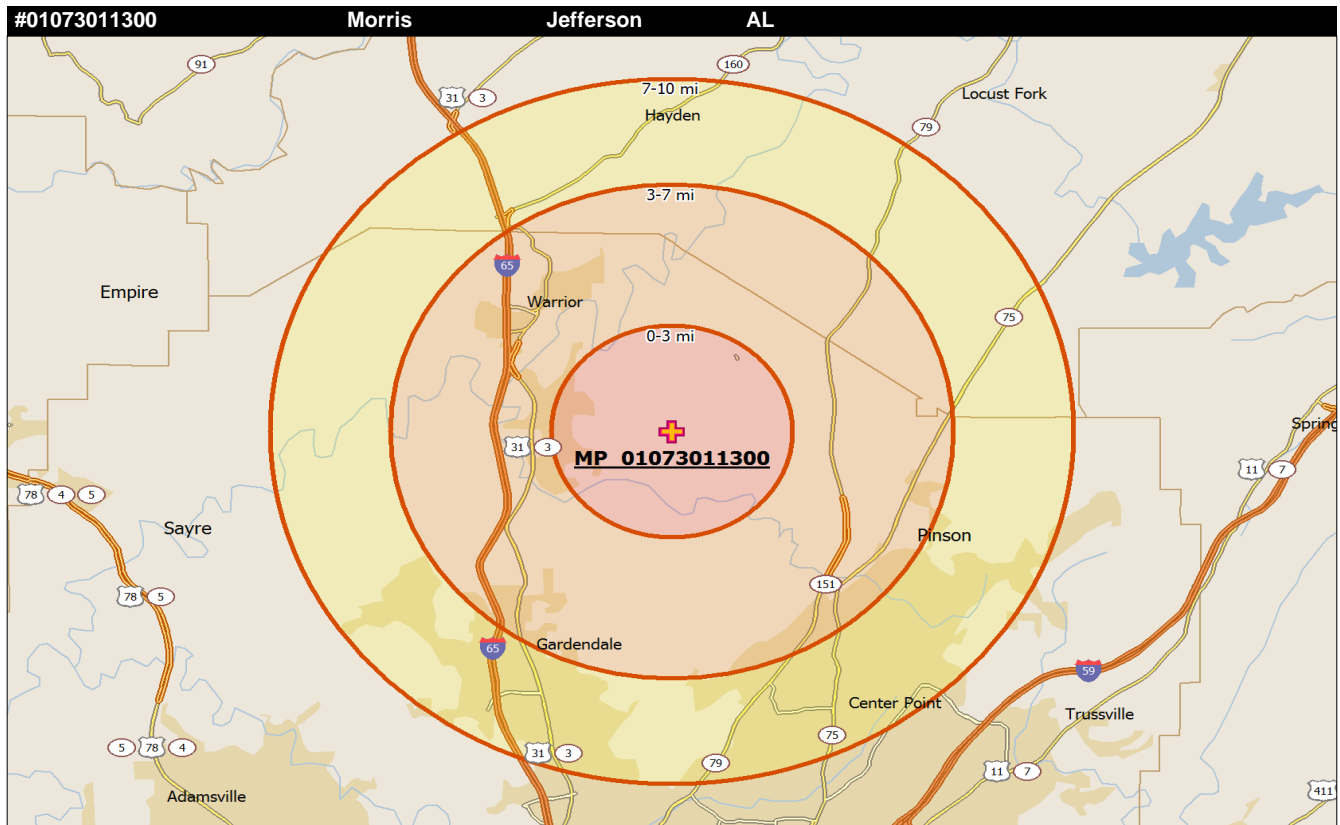 #01073011300 Morris Jefferson AL
91
160
7-10 mi
31 3
Locust Fork
Hayden
79
3-7 mi
65
Empire
Warrior
75
0-3 mi
Spring
31 3
MP 01073011300
11 7
78 4 5
Sayre
Pinson
151
78 5
Gardendale
65
59
Center Point
Trussville
75
5 78 4
31 3
79
11 7
411
Adamsville